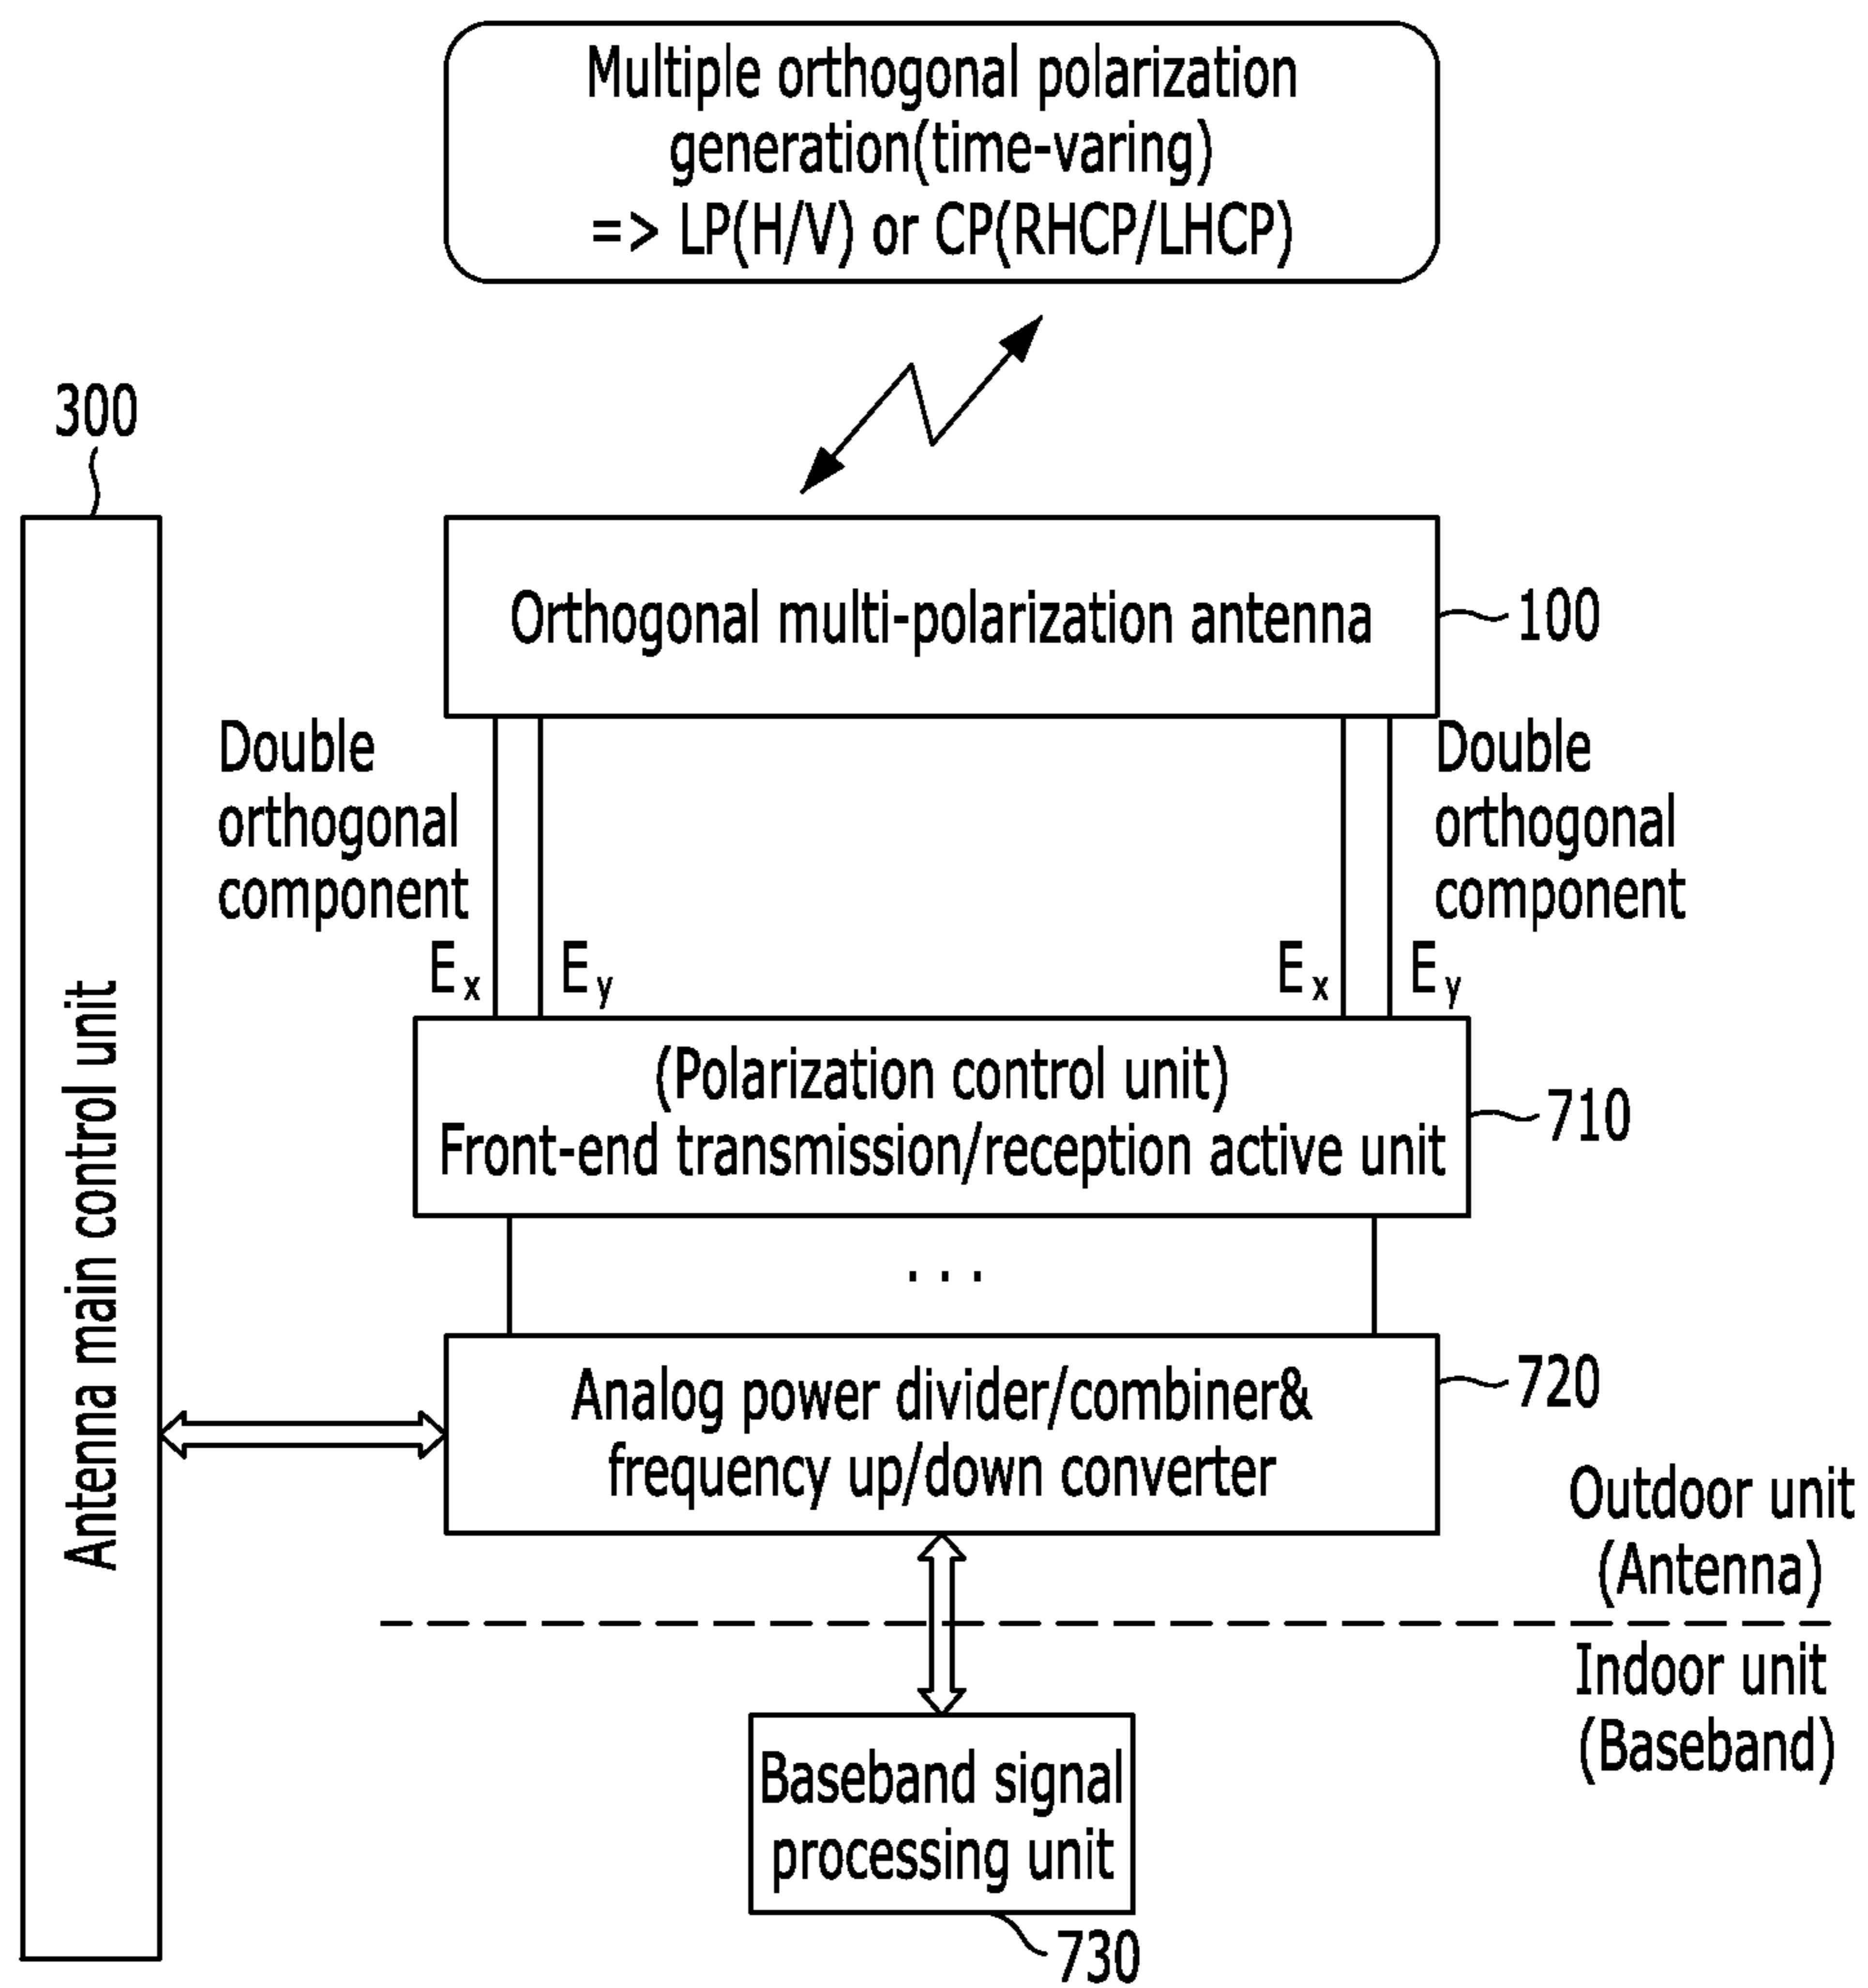 Multiple orthogonal polarization
generation(time-varing)
=> LP(H/V) or CP(RHCP/LHCP)
300
Orthogonal multi-polarization antenna
100
Double
orthogonal
component
Double
orthogonal
component
Ex
Ey
Ex
Ey
(Polarization control unit)
Front-end transmission/reception active unit
710
Antenna main control unit
...
Analog power divider/combiner&
frequency up/down converter
720
Outdoor unit
(Antenna)
Indoor unit
(Baseband)
Baseband signal
processing unit
730